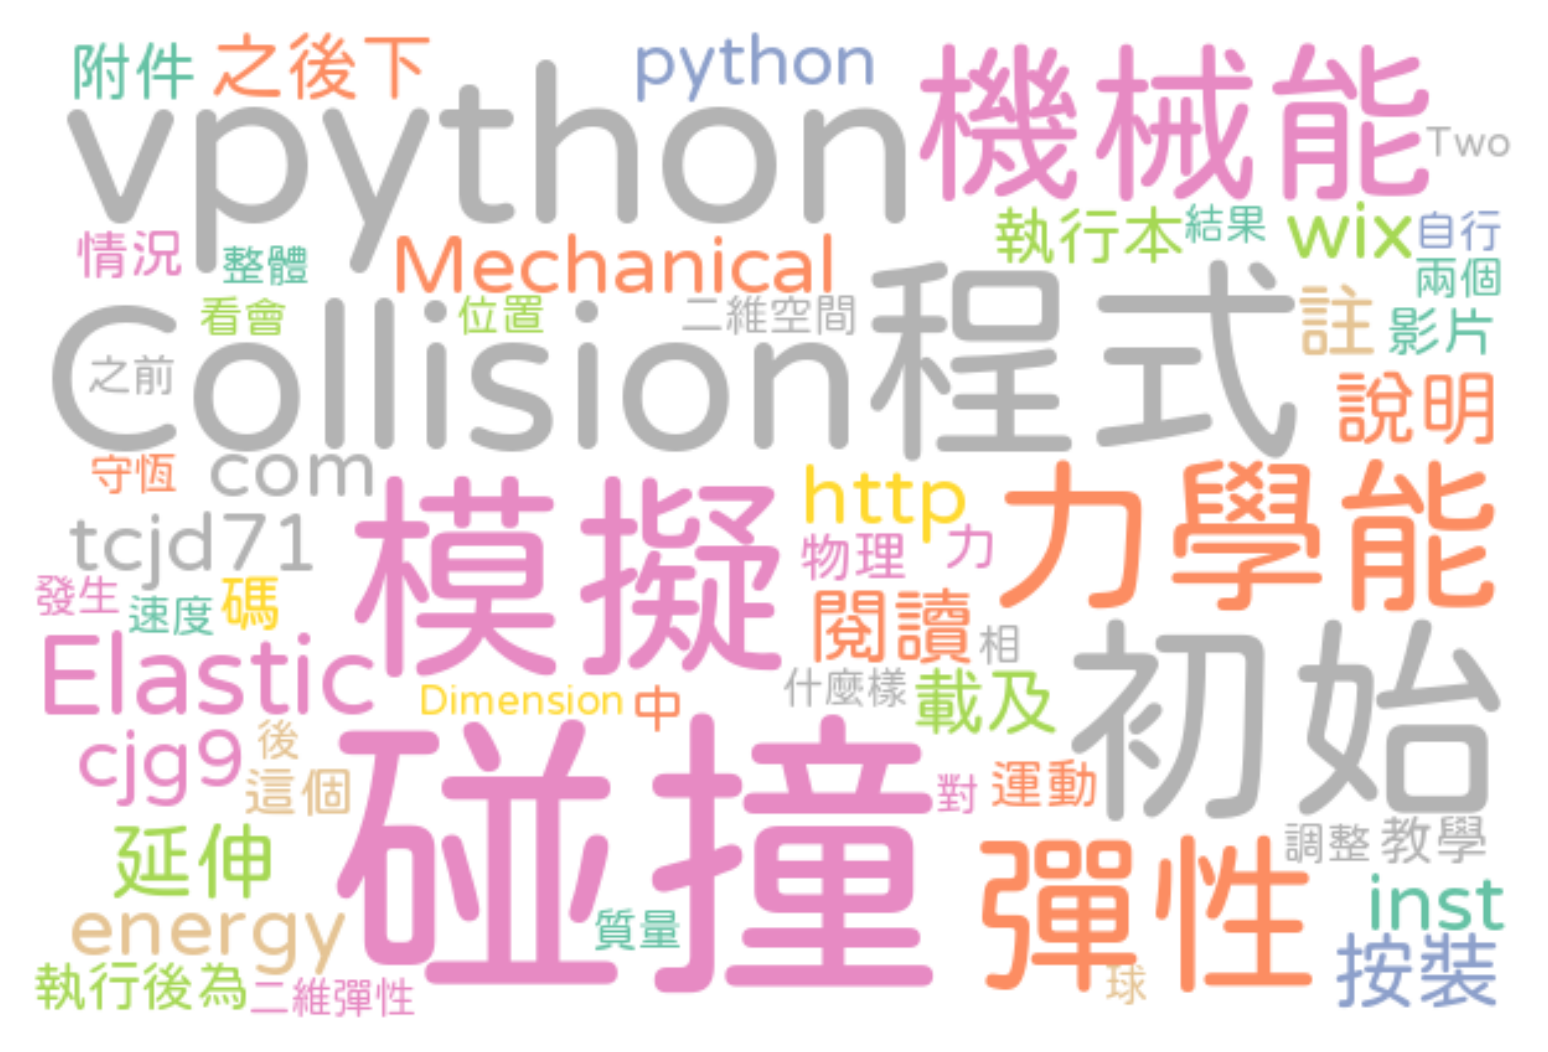 附件 之後下 python 機械能
vpython Two
情況 整體 Mechanical 執行本 結果 wix 自行
兩個
看會 位置 二維空間 註 影片
Collision 程式
之前 說明
守恆 com http
tcjd71 模擬 物理 力 力學能
發生 速度 碼 閱讀 相
Elastic Dimension 中 什麼樣 載及 初始
cjg9 後 這個 碰撞 對 運動
延伸 調整 教學
energy 質量 彈性 inst
執行後為 二維彈性 球 按裝